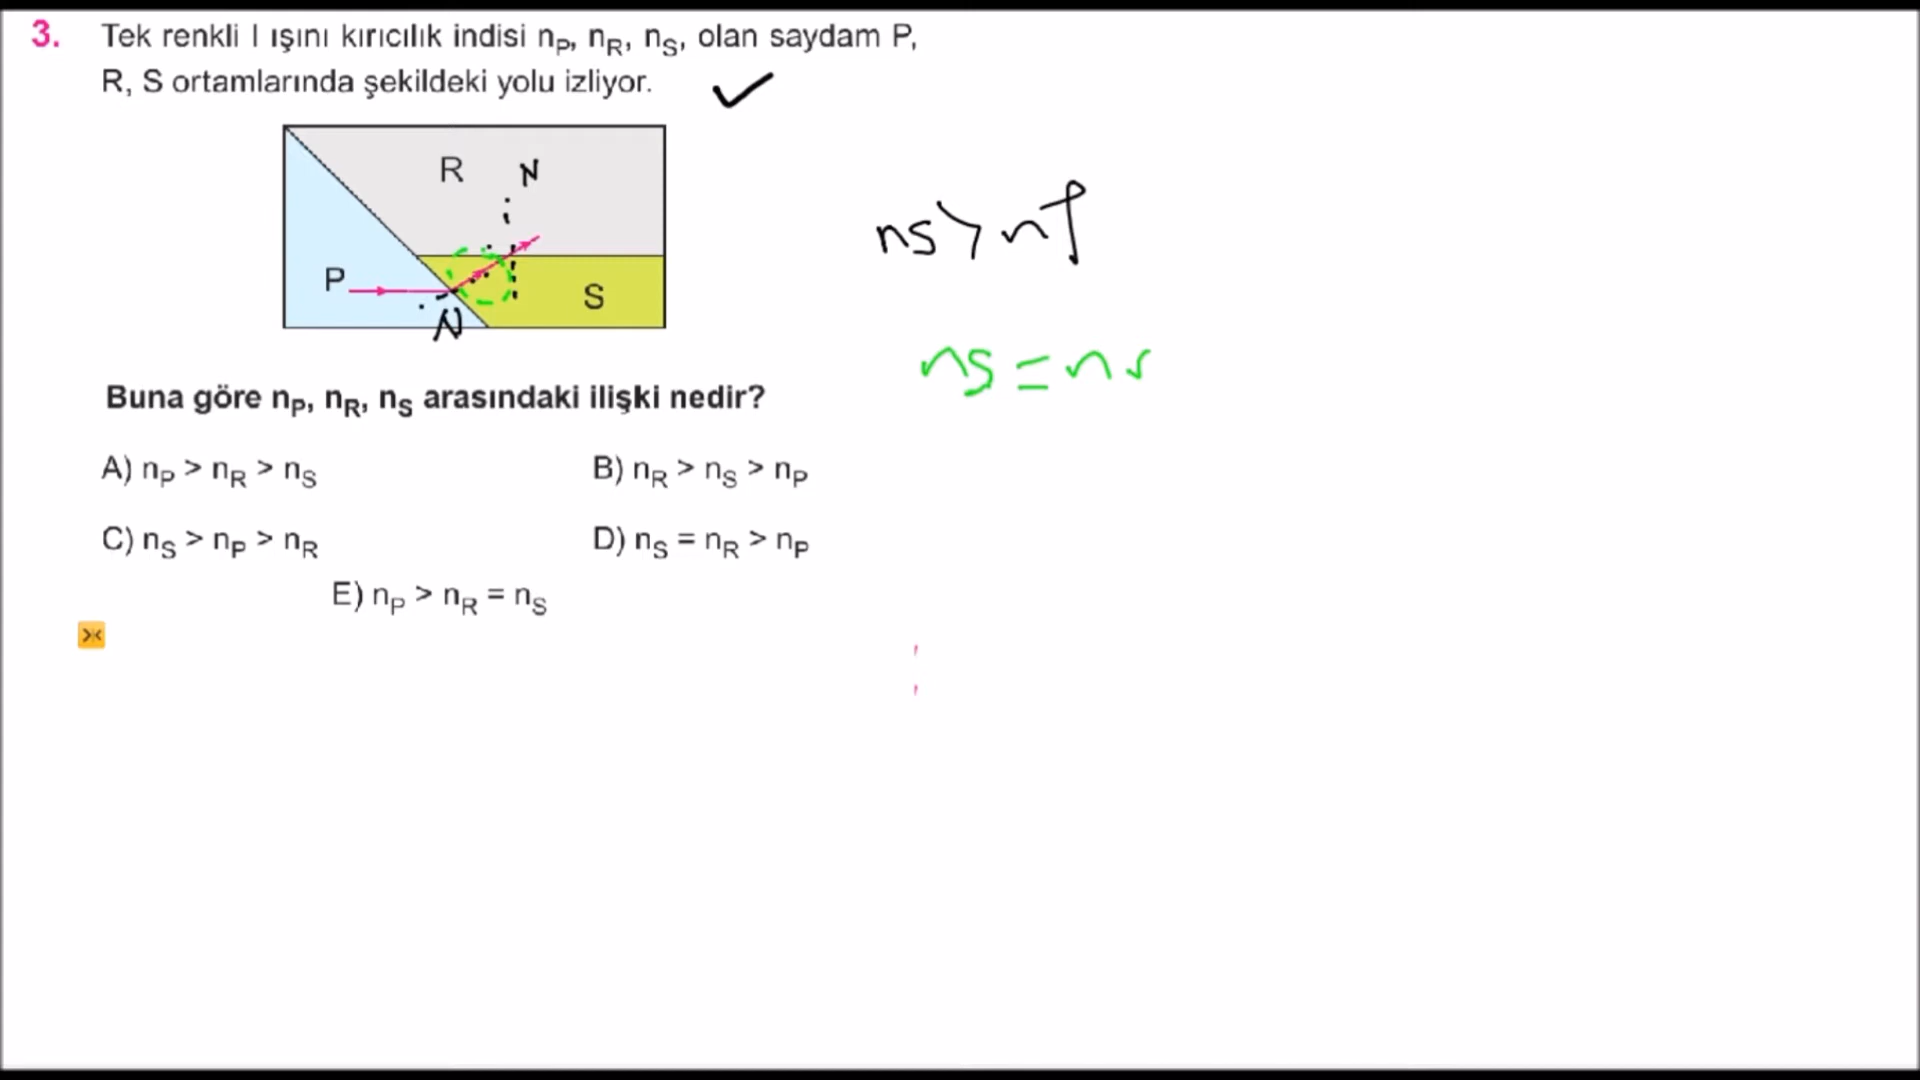 3. Tek renkli I ışını kırıcılık indisi nP, nR, nS, olan saydam P,
R, S ortamlarında şekildeki yolu izliyor.
R N
P
S
N
ns > np
ns = nr
Buna göre nP, nR, nS arasındaki ilişki nedir?
A) nP > nR > nS B) nR > nS > nP
C) nS > nP > nR D) nS = nR > nP
E) nP > nR = nS